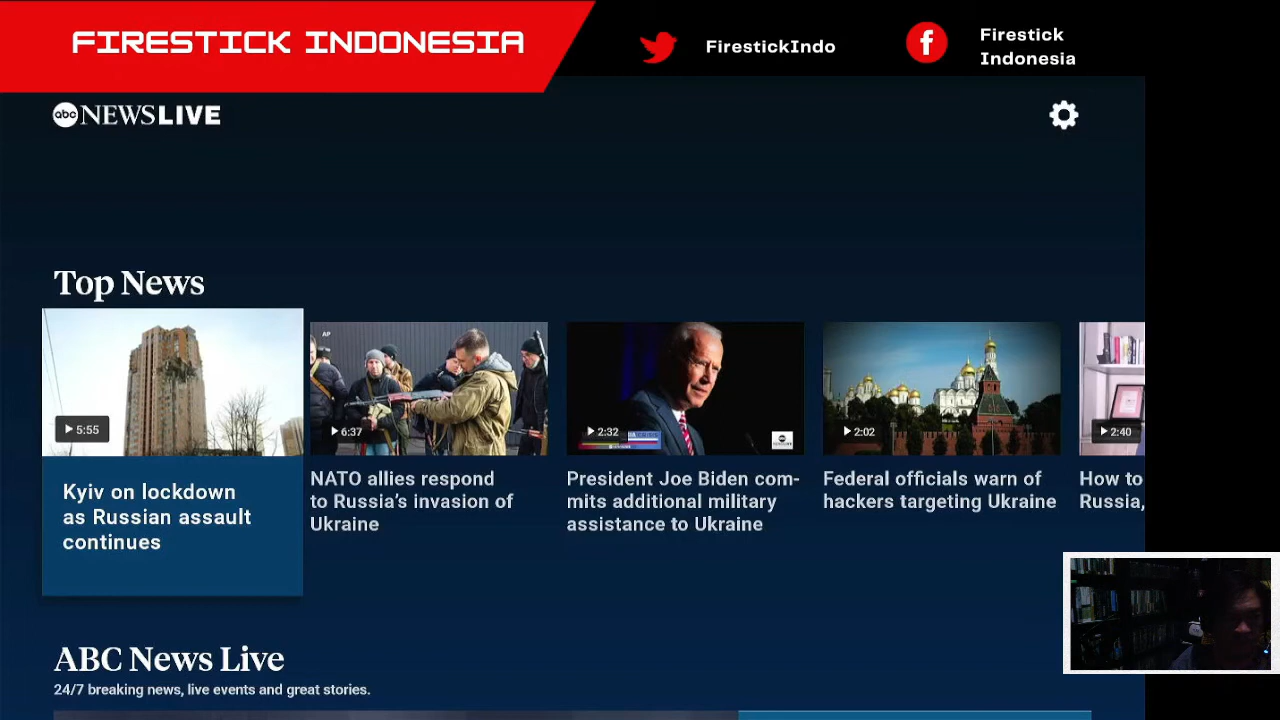 FIRESTICK INDONESIA
FirestickIndo
Firestick
Indonesia
abc NEWS LIVE
Top News
5:55
AP
6:37
2:32
2:02
2:40
Kyiv on lockdown
as Russian assault
continues
NATO allies respond
to Russia's invasion of
Ukraine
President Joe Biden com-
mits additional military
assistance to Ukraine
Federal officials warn of
hackers targeting Ukraine
How to
Russia,
ABC News Live
24/7 breaking news, live events and great stories.